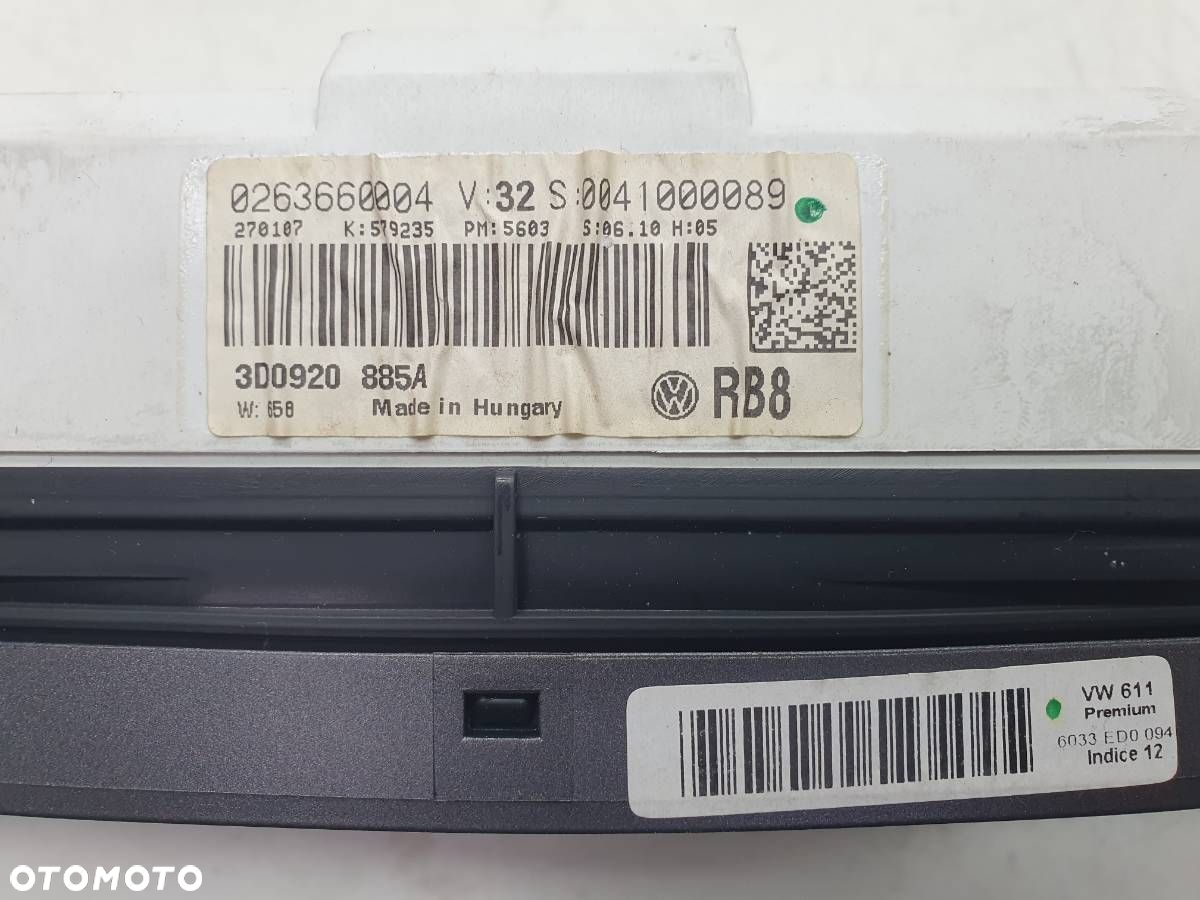 0263660004 V:32 S:0041000089
270107 K:579235 PM:5603 S:06.10 H:05
3D0920 885A
W: 658 Made in Hungary
VW RB8
VW 611
Premium
6033 ED0 094
Indice 12
OTOMOTO